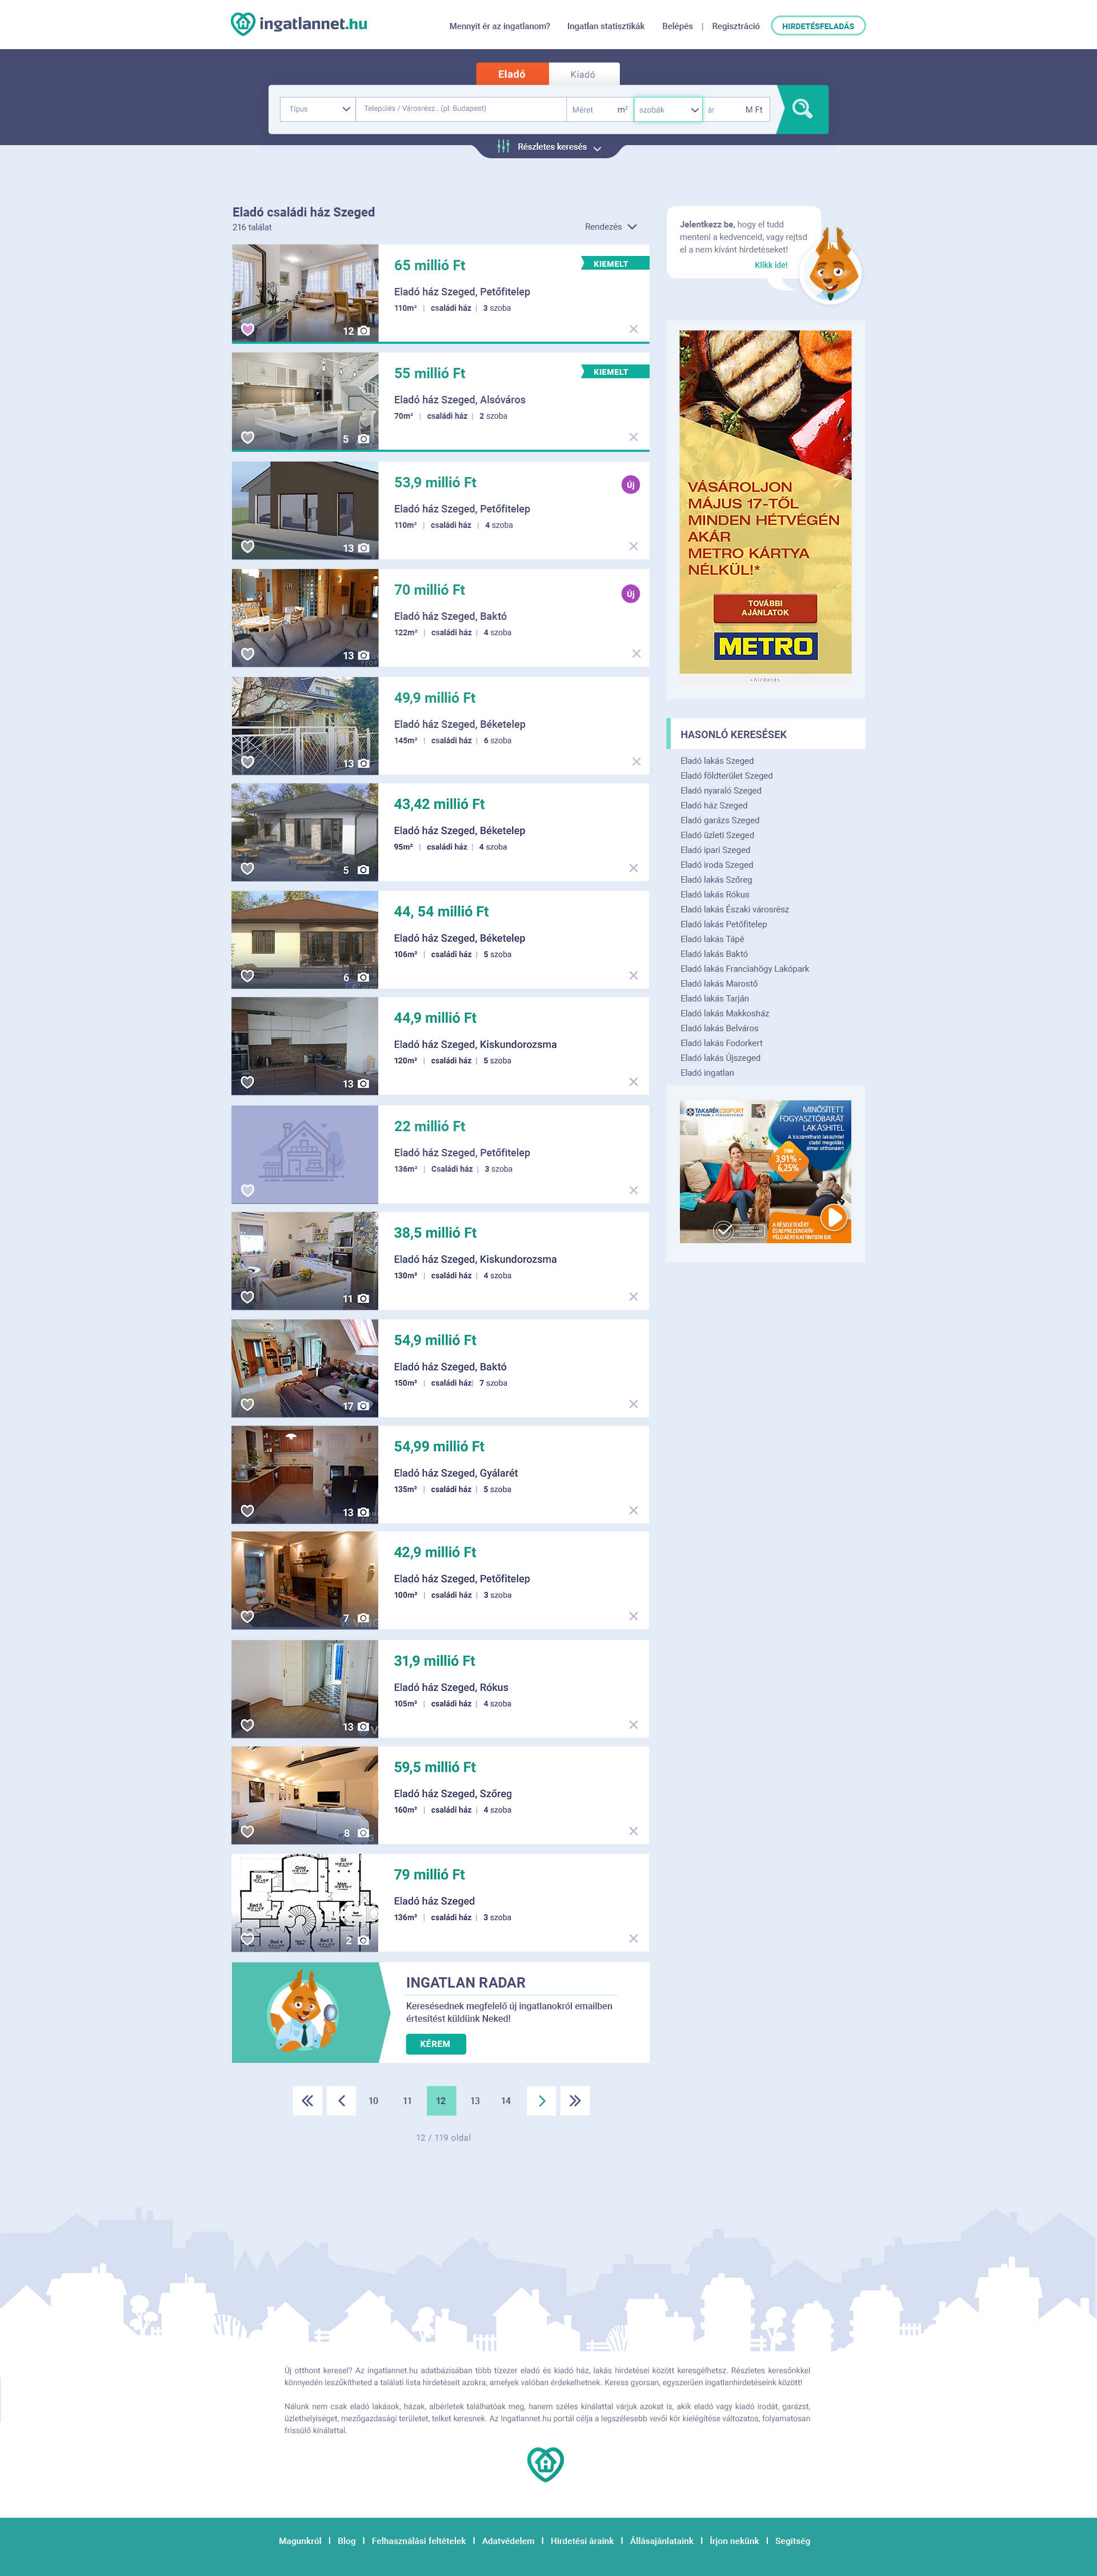 ingatlannet.hu
Mennyit ér az ingatlanom? Ingatlan statisztikák Belépés | Regisztráció HIRDETÉSFELADÁS
Eladó Kiadó
Típus Település / Városrész.. (pl: Budapest) Méret m² szobák ár M Ft
Részletes keresés
Eladó családi ház Szeged
216 találat
Rendezés
65 millió Ft
KIEMELT
Eladó ház Szeged, Petőfitelep
110m² | családi ház | 3 szoba
12
55 millió Ft
KIEMELT
Eladó ház Szeged, Alsóváros
70m² | családi ház | 2 szoba
5
53,9 millió Ft
Új
Eladó ház Szeged, Petőfitelep
110m² | családi ház | 4 szoba
13
70 millió Ft
Új
Eladó ház Szeged, Baktó
122m² | családi ház | 4 szoba
13
49,9 millió Ft
Eladó ház Szeged, Béketelep
145m² | családi ház | 6 szoba
13
43,42 millió Ft
Eladó ház Szeged, Béketelep
95m² | családi ház | 4 szoba
5
44, 54 millió Ft
Eladó ház Szeged, Béketelep
106m² | családi ház | 5 szoba
6
44,9 millió Ft
Eladó ház Szeged, Kiskundorozsma
120m² | családi ház | 5 szoba
13
22 millió Ft
Eladó ház Szeged, Petőfitelep
136m² | Családi ház | 3 szoba
38,5 millió Ft
Eladó ház Szeged, Kiskundorozsma
130m² | családi ház | 4 szoba
11
54,9 millió Ft
Eladó ház Szeged, Baktó
150m² | családi ház| 7 szoba
17
54,99 millió Ft
Eladó ház Szeged, Gyálarét
135m² | családi ház | 5 szoba
13
42,9 millió Ft
Eladó ház Szeged, Petőfitelep
100m² | családi ház | 3 szoba
7
31,9 millió Ft
Eladó ház Szeged, Rókus
105m² | családi ház | 4 szoba
13
59,5 millió Ft
Eladó ház Szeged, Szőreg
160m² | családi ház | 4 szoba
8
79 millió Ft
Eladó ház Szeged
136m² | családi ház | 3 szoba
2
INGATLAN RADAR
Keresésednek megfelelő új ingatlanokról emailben
értesítést küldünk Neked!
KÉREM
10 11 12 13 14
12 / 119 oldal
Jelentkezz be, hogy el tudd
menteni a kedvenceid, vagy rejtsd
el a nem kívánt hirdetéseket!
Klikk ide!
VÁSÁROLJON
MÁJUS 17-TŐL
MINDEN HÉTVÉGÉN
AKÁR
METRO KÁRTYA
NÉLKÜL!*
TOVÁBBI
AJÁNLATOK
METRO
•hirdetés
HASONLÓ KERESÉSEK
Eladó lakás Szeged
Eladó földterület Szeged
Eladó nyaraló Szeged
Eladó ház Szeged
Eladó garázs Szeged
Eladó üzleti Szeged
Eladó ipari Szeged
Eladó iroda Szeged
Eladó lakás Szőreg
Eladó lakás Rókus
Eladó lakás Északi városrész
Eladó lakás Petőfitelep
Eladó lakás Tápé
Eladó lakás Baktó
Eladó lakás Franciahögy Lakópark
Eladó lakás Marostő
Eladó lakás Tarján
Eladó lakás Makkosház
Eladó lakás Belváros
Eladó lakás Fodorkert
Eladó lakás Újszeged
Eladó ingatlan
TAKARÉKCSOPORT
MINŐSÍTETT
FOGYASZTÓBARÁT
LAKÁSHITEL
A kiszámítható lakáshitel
stabil megoldás
álmai otthonáért
THM
3,91% -
6,25%
A RÉSZLETEKÉRT
ÉS REPREZENTATÍV
PÉLDÁÉRT KATTINTSON IDE
Új otthont keresel? Az ingatlannet.hu adatbázisában több tízezer eladó és kiadó ház, lakás hirdetései között keresgélhetsz. Részletes keresőnkkel
könnyedén leszűkítheted a találati lista hirdetéseit azokra, amelyek valóban érdekelhetnek. Keress gyorsan, egyszerűen ingatlanhirdetéseink között!
Nálunk nem csak eladó lakások, házak, albérletek találhatóak meg, hanem széles kínálattal várjuk azokat is, akik eladó vagy kiadó irodát, garázst,
üzlethelyiséget, mezőgazdasági területet, telket keresnek. Az Ingatlannet.hu portál célja a legszélesebb vevői kör kielégítése változatos, folyamatosan
frissülő kínálattal.
Magunkról | Blog | Felhasználási feltételek | Adatvédelem | Hirdetési áraink | Állásajánlataink | Írjon nekünk | Segítség